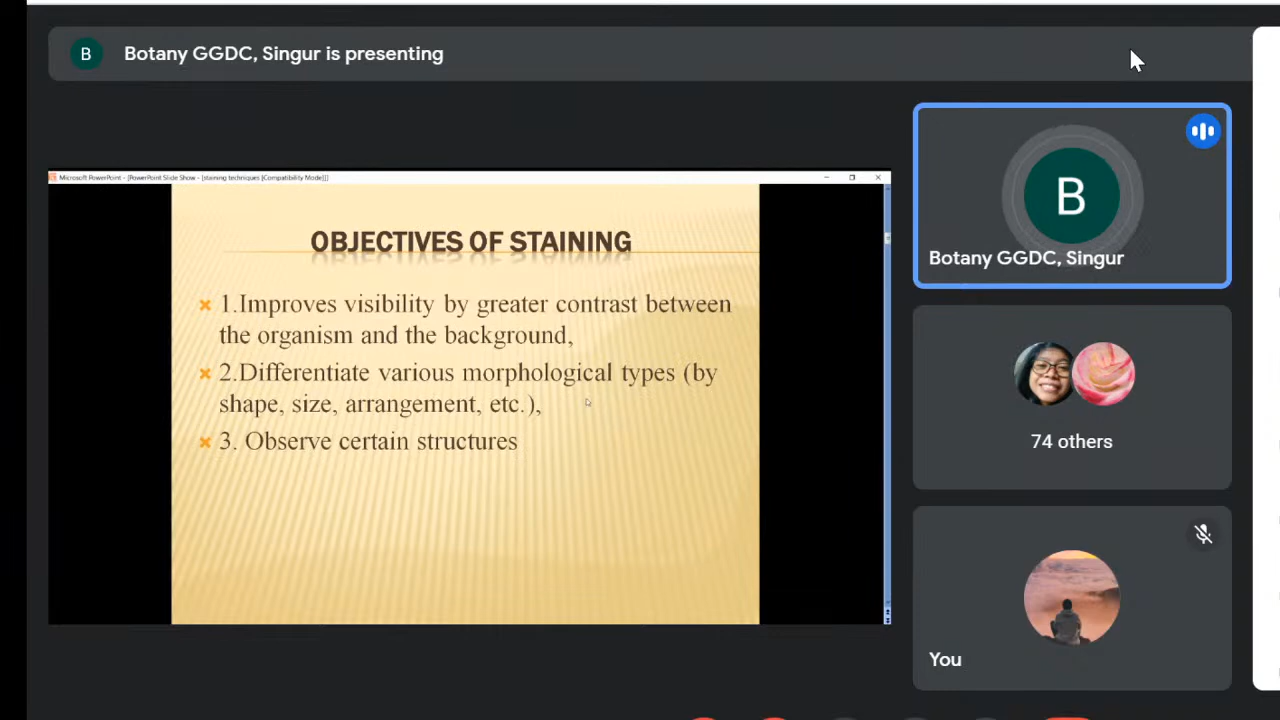 B Botany GGDC, Singur is presenting
Microsoft PowerPoint - [PowerPoint Slide Show - [staining techniques [Compatibility Mode]]]
OBJECTIVES OF STAINING
1.Improves visibility by greater contrast between
the organism and the background,
2.Differentiate various morphological types (by
shape, size, arrangement, etc.),
3. Observe certain structures
B
Botany GGDC, Singur
74 others
You